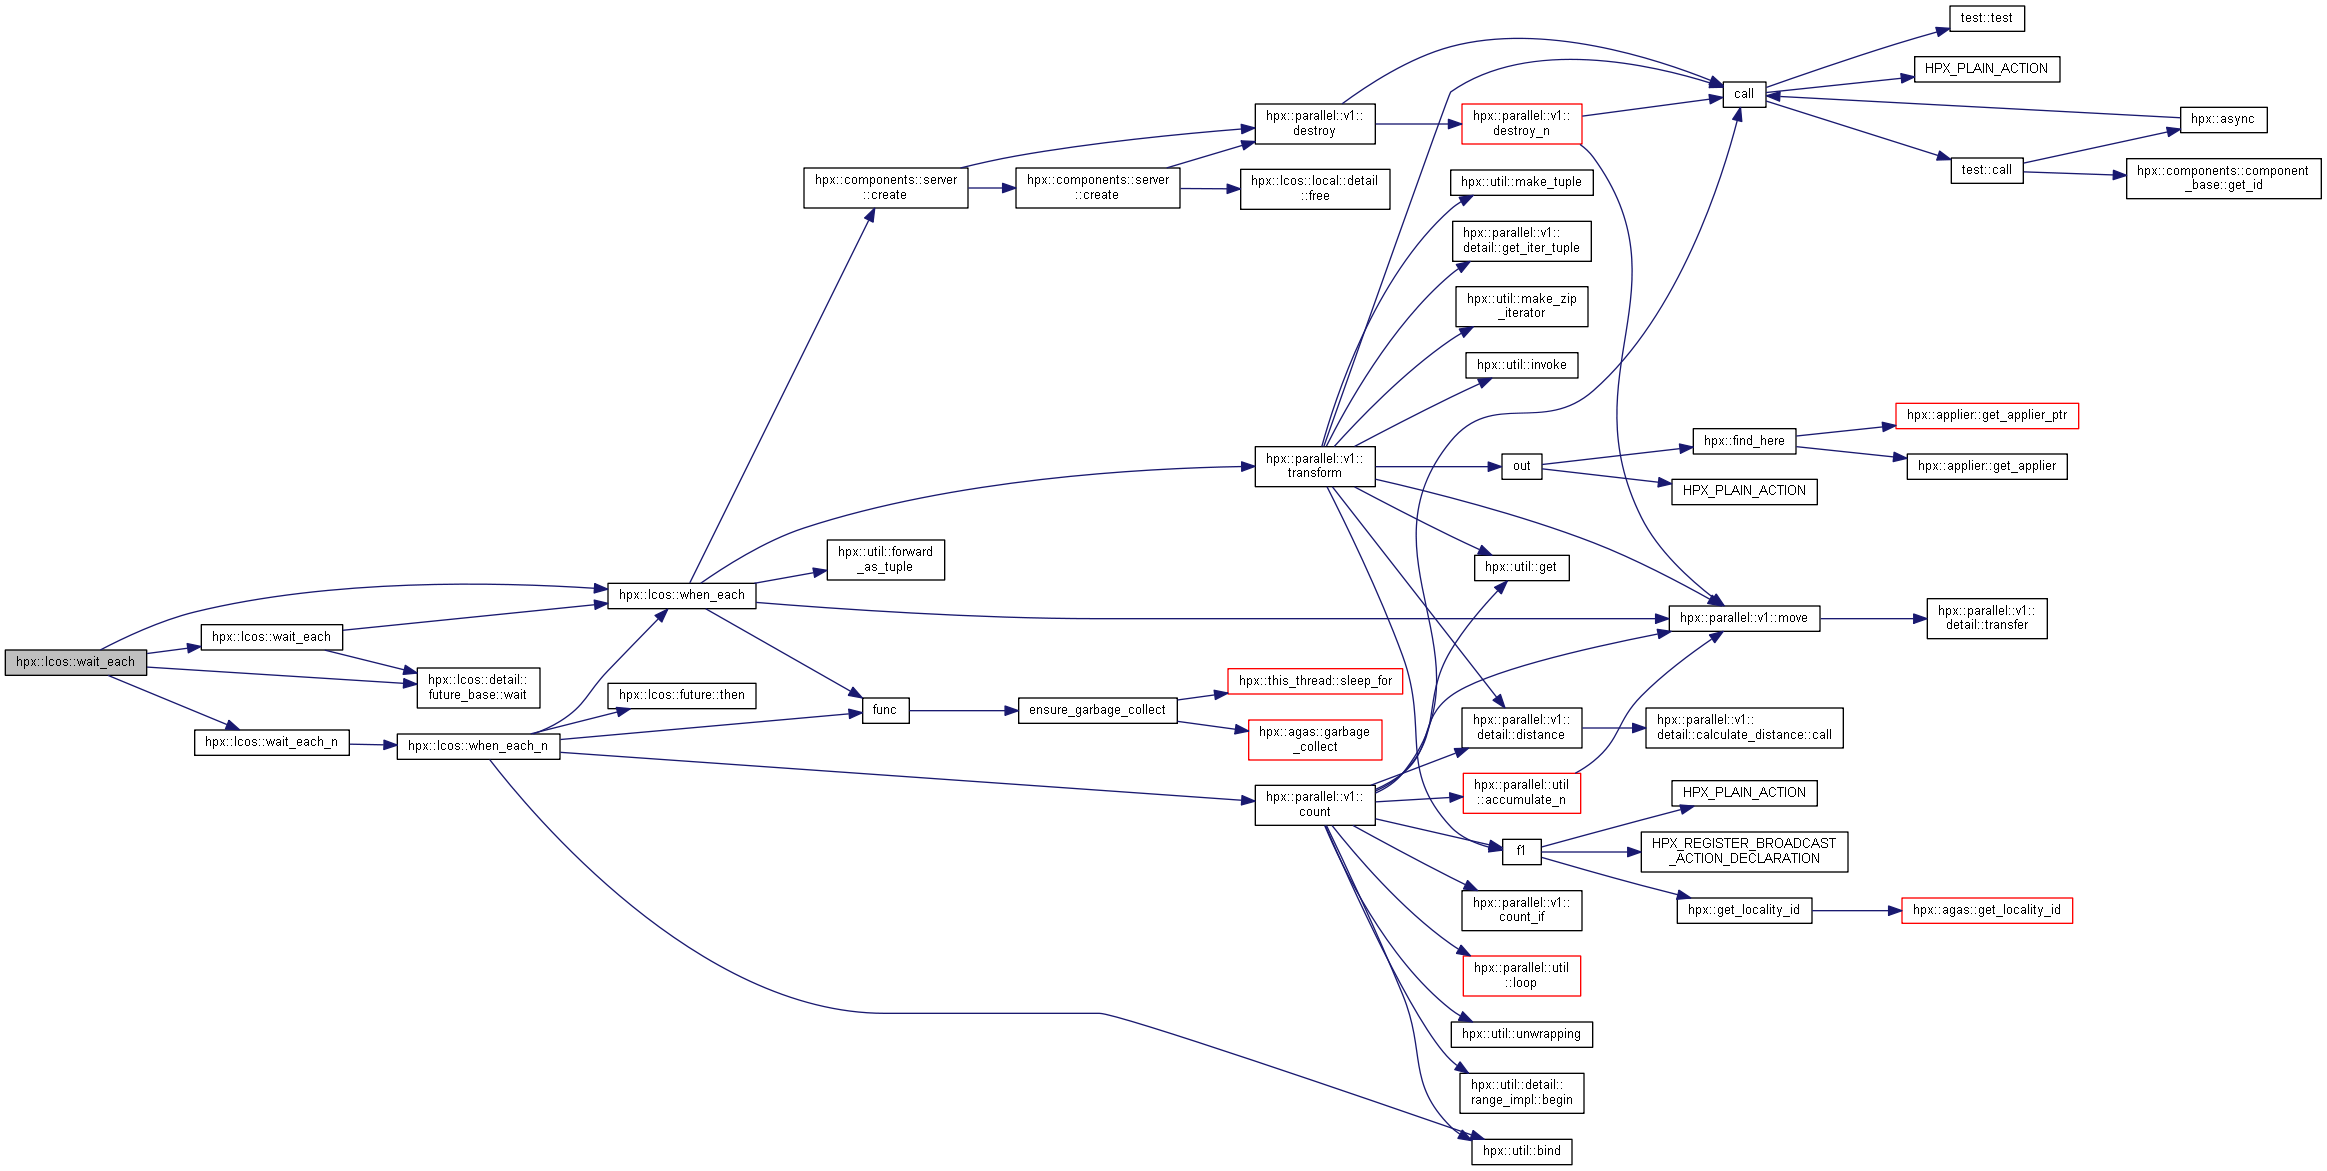 hpx::lcos::wait_each
hpx::lcos::wait_each
hpx::lcos::wait_each_n
hpx::lcos::detail::
future_base::wait
hpx::lcos::when_each_n
hpx::lcos::when_each
hpx::lcos::future::then
hpx::components::server
::create
hpx::util::forward
_as_tuple
func
hpx::components::server
::create
ensure_garbage_collect
hpx::parallel::v1::
destroy
hpx::lcos::local::detail
::free
hpx::parallel::v1::
transform
hpx::this_thread::sleep_for
hpx::agas::garbage
_collect
hpx::parallel::v1::
count
hpx::parallel::v1::
destroy_n
hpx::util::make_tuple
hpx::parallel::v1::
detail::get_iter_tuple
hpx::util::make_zip
_iterator
hpx::util::invoke
out
hpx::util::get
hpx::parallel::v1::
detail::distance
hpx::parallel::util
::accumulate_n
f1
hpx::parallel::v1::
count_if
hpx::parallel::util
::loop
hpx::util::unwrapping
hpx::util::detail::
range_impl::begin
hpx::util::bind
call
hpx::find_here
HPX_PLAIN_ACTION
hpx::parallel::v1::move
hpx::parallel::v1::
detail::calculate_distance::call
HPX_PLAIN_ACTION
HPX_REGISTER_BROADCAST
_ACTION_DECLARATION
hpx::get_locality_id
test::test
HPX_PLAIN_ACTION
test::call
hpx::applier::get_applier_ptr
hpx::applier::get_applier
hpx::parallel::v1::
detail::transfer
hpx::agas::get_locality_id
hpx::async
hpx::components::component
_base::get_id